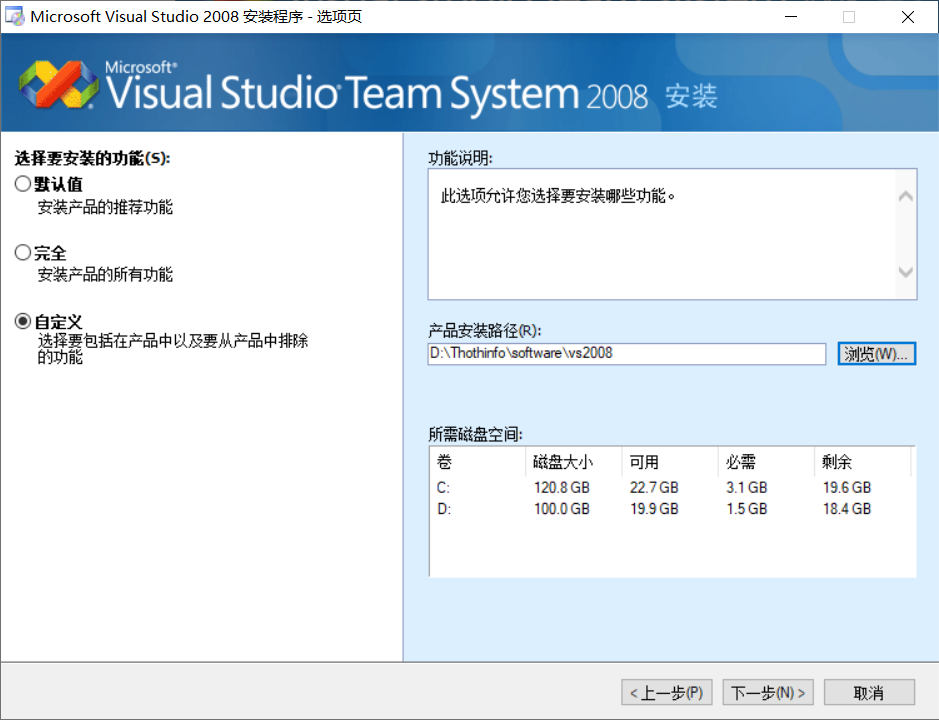 Microsoft Visual Studio 2008 安装程序 - 选项页
Microsoft®
Visual Studio® Team System 2008 安装
选择要安装的功能(S):
默认值
安装产品的推荐功能
完全
安装产品的所有功能
自定义
选择要包括在产品中以及要从产品中排除
的功能
功能说明:
此选项允许您选择要安装哪些功能。
产品安装路径(R):
D:\Thothinfo\software\vs2008
浏览(W)...
所需磁盘空间:
卷 磁盘大小 可用 必需 剩余
C: 120.8 GB 22.7 GB 3.1 GB 19.6 GB
D: 100.0 GB 19.9 GB 1.5 GB 18.4 GB
< 上一步(P) 下一步(N) > 取消